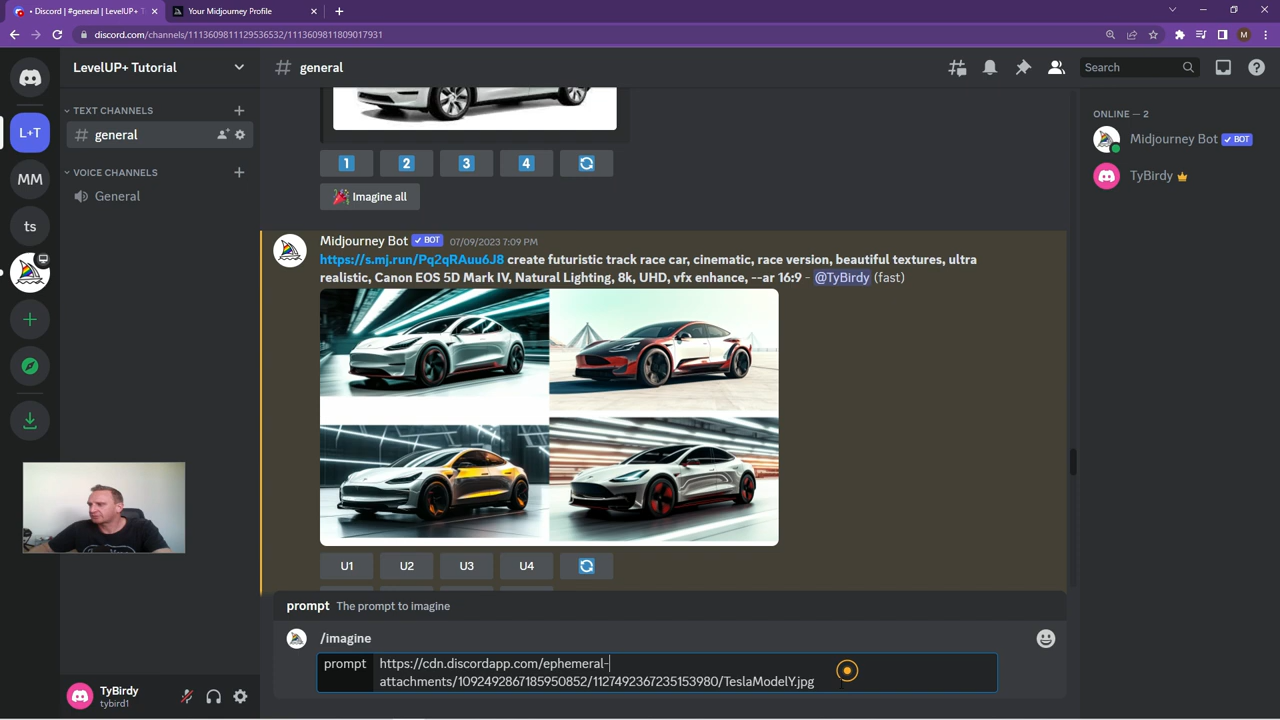 • Discord | #general | LevelUP+ T
Your Midjourney Profile
discord.com/channels/1113609811129536532/1113609811809017931
M
LevelUP+ Tutorial
general
Search
TEXT CHANNELS
general
VOICE CHANNELS
General
L+T
MM
ts
1
2
3
4
Imagine all
Midjourney Bot BOT 07/09/2023 7:09 PM
https://s.mj.run/Pq2qRAuu6J8 create futuristic track race car, cinematic, race version, beautiful textures, ultra
realistic, Canon EOS 5D Mark IV, Natural Lighting, 8k, UHD, vfx enhance, --ar 16:9 - @TyBirdy (fast)
U1
U2
U3
U4
prompt The prompt to imagine
/imagine
prompt https://cdn.discordapp.com/ephemeral-
attachments/1092492867185950852/1127492367235153980/TeslaModelY.jpg
TyBirdy
tybird1
ONLINE — 2
Midjourney Bot BOT
TyBirdy